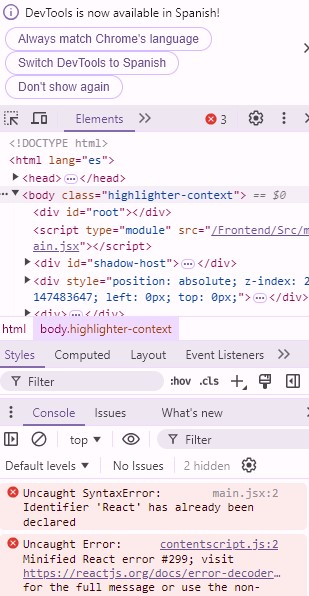 DevTools is now available in Spanish!
Always match Chrome's language
Switch DevTools to Spanish
Don't show again
Elements 3
<!DOCTYPE html>
<html lang="es">
<head> … </head>
<body class="highlighter-context"> == $0
<div id="root"></div>
<script type="module" src="/Frontend/Src/m
ain.jsx"></script>
<div id="shadow-host"> … </div>
<div style="position: absolute; z-index: 2
147483647; left: 0px; top: 0px;"> … </div>
<div> … </div>
html body.highlighter-context
Styles Computed Layout Event Listeners
Filter :hov .cls
Console Issues What's new
top Filter
Default levels No Issues 2 hidden
Uncaught SyntaxError: main.jsx:2
Identifier 'React' has already been
declared
Uncaught Error: contentscript.js:2
Minified React error #299; visit
https://reactjs.org/docs/error-decoder…
for the full message or use the non-